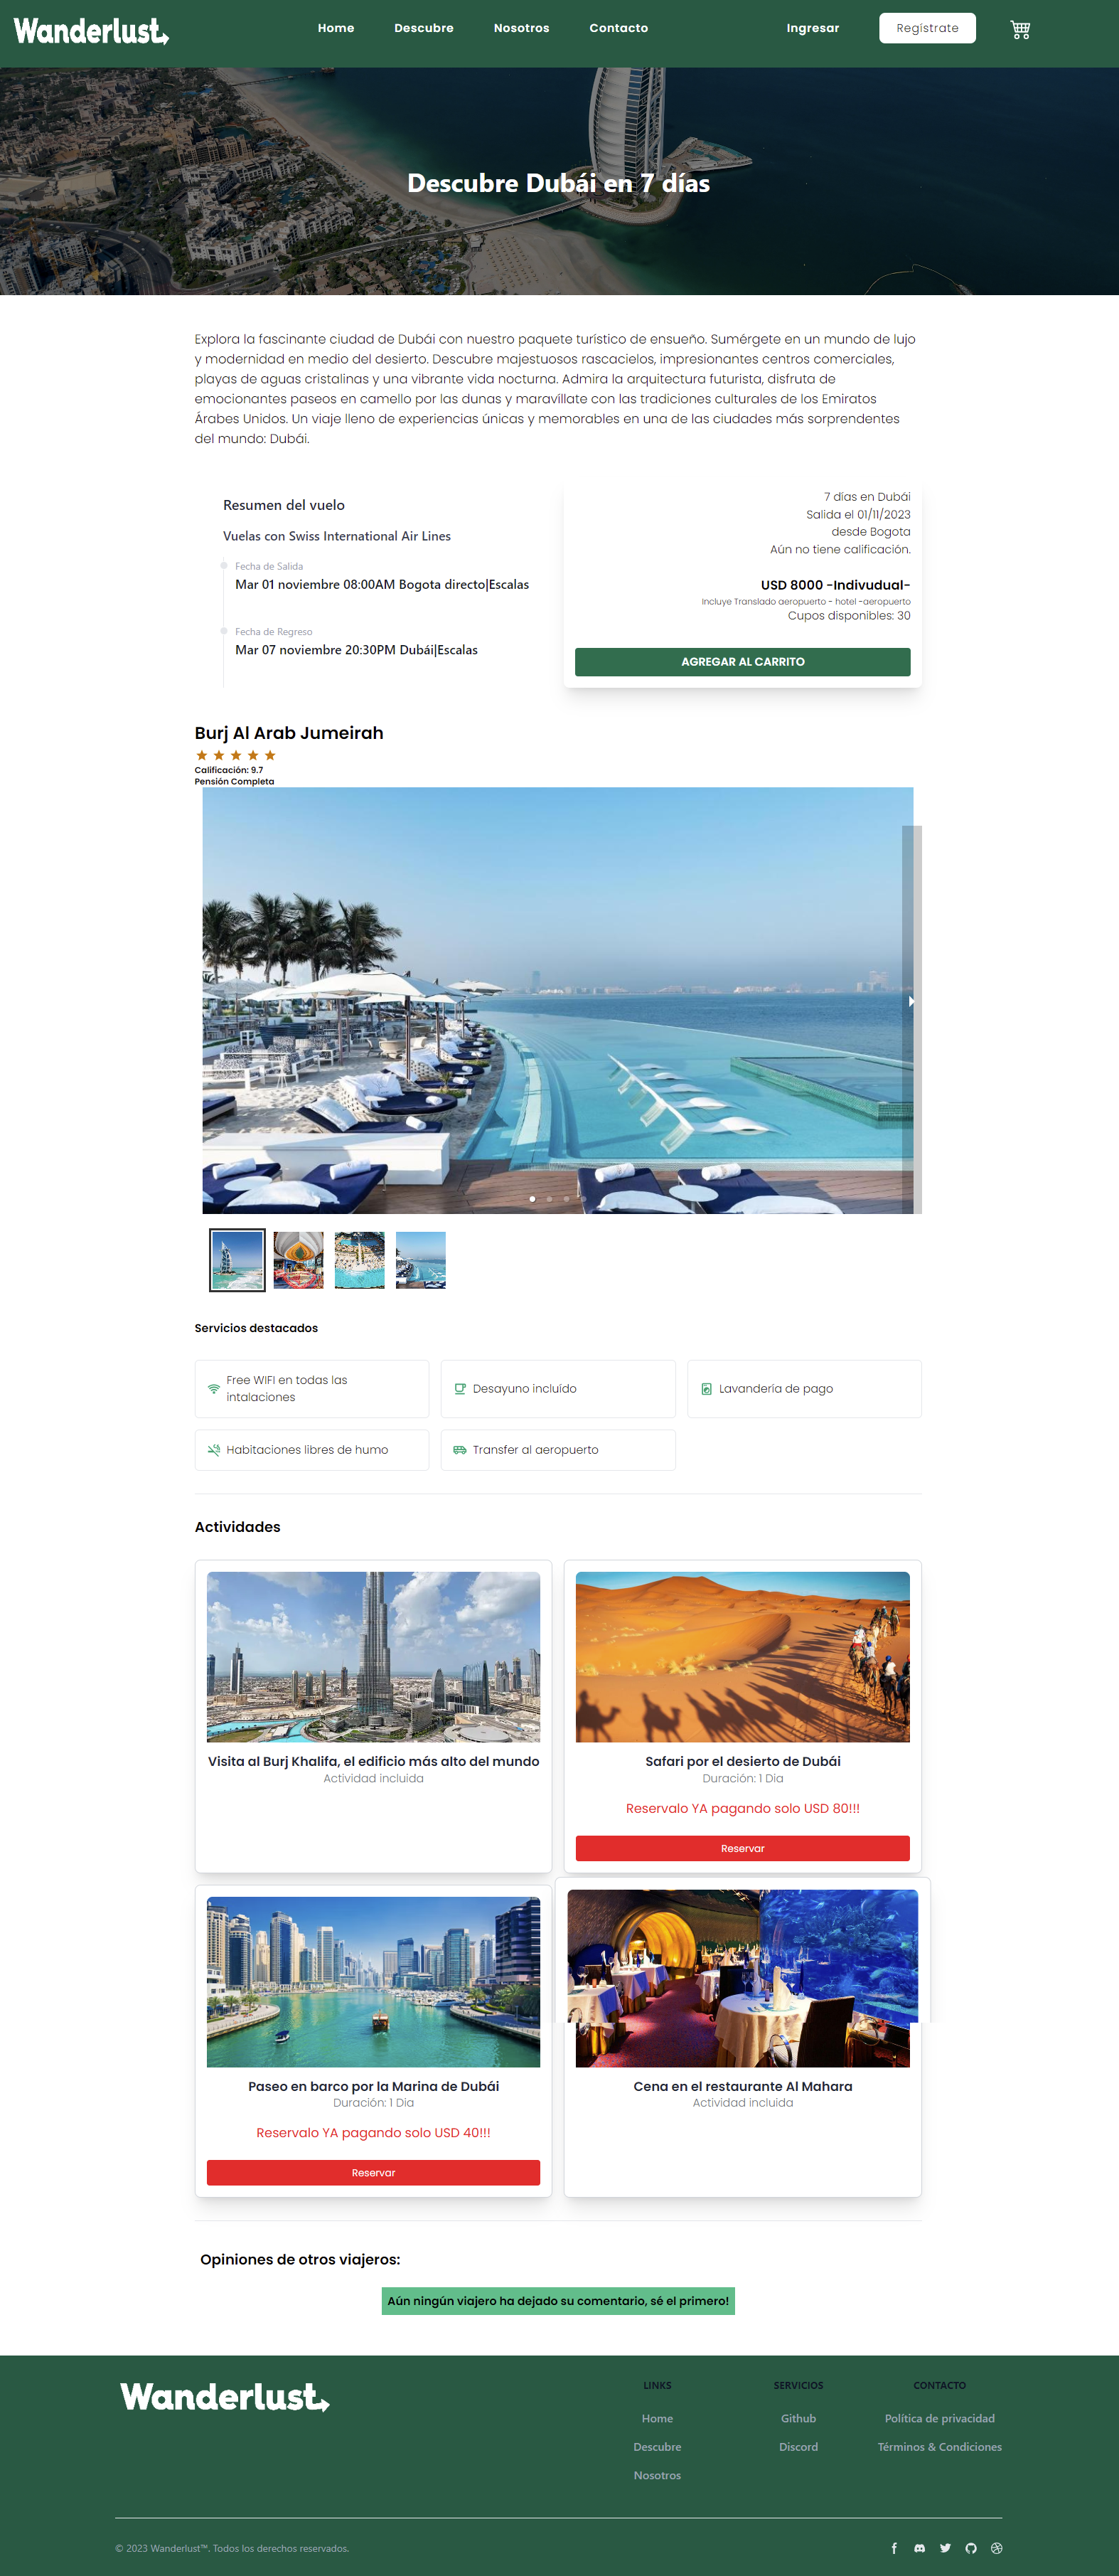 Wanderlust
Home
Descubre
Nosotros
Contacto
Ingresar
Regístrate
Descubre Dubái en 7 días
Explora la fascinante ciudad de Dubái con nuestro paquete turístico de ensueño. Sumérgete en un mundo de lujo
y modernidad en medio del desierto. Descubre majestuosos rascacielos, impresionantes centros comerciales,
playas de aguas cristalinas y una vibrante vida nocturna. Admira la arquitectura futurista, disfruta de
emocionantes paseos en camello por las dunas y maravíllate con las tradiciones culturales de los Emiratos
Árabes Unidos. Un viaje lleno de experiencias únicas y memorables en una de las ciudades más sorprendentes
del mundo: Dubái.
Resumen del vuelo
Vuelas con Swiss International Air Lines
Fecha de Salida
Mar 01 noviembre 08:00AM Bogota directo|Escalas
Fecha de Regreso
Mar 07 noviembre 20:30PM Dubái|Escalas
7 días en Dubái
Salida el 01/11/2023
desde Bogota
Aún no tiene calificación.
USD 8000 -Indivudual-
Incluye Translado aeropuerto - hotel -aeropuerto
Cupos disponibles: 30
AGREGAR AL CARRITO
Burj Al Arab Jumeirah
Calificación: 9.7
Pensión Completa
Servicios destacados
Free WIFI en todas las
intalaciones
Desayuno incluído
Lavandería de pago
Habitaciones libres de humo
Transfer al aeropuerto
Actividades
Visita al Burj Khalifa, el edificio más alto del mundo
Actividad incluida
Safari por el desierto de Dubái
Duración: 1 Dia
Reservalo YA pagando solo USD 80!!!
Reservar
Paseo en barco por la Marina de Dubái
Duración: 1 Dia
Reservalo YA pagando solo USD 40!!!
Reservar
Cena en el restaurante Al Mahara
Actividad incluida
Opiniones de otros viajeros:
Aún ningún viajero ha dejado su comentario, sé el primero!
Wanderlust
LINKS
Home
Descubre
Nosotros
SERVICIOS
Github
Discord
CONTACTO
Política de privacidad
Términos & Condiciones
© 2023 Wanderlust™. Todos los derechos reservados.